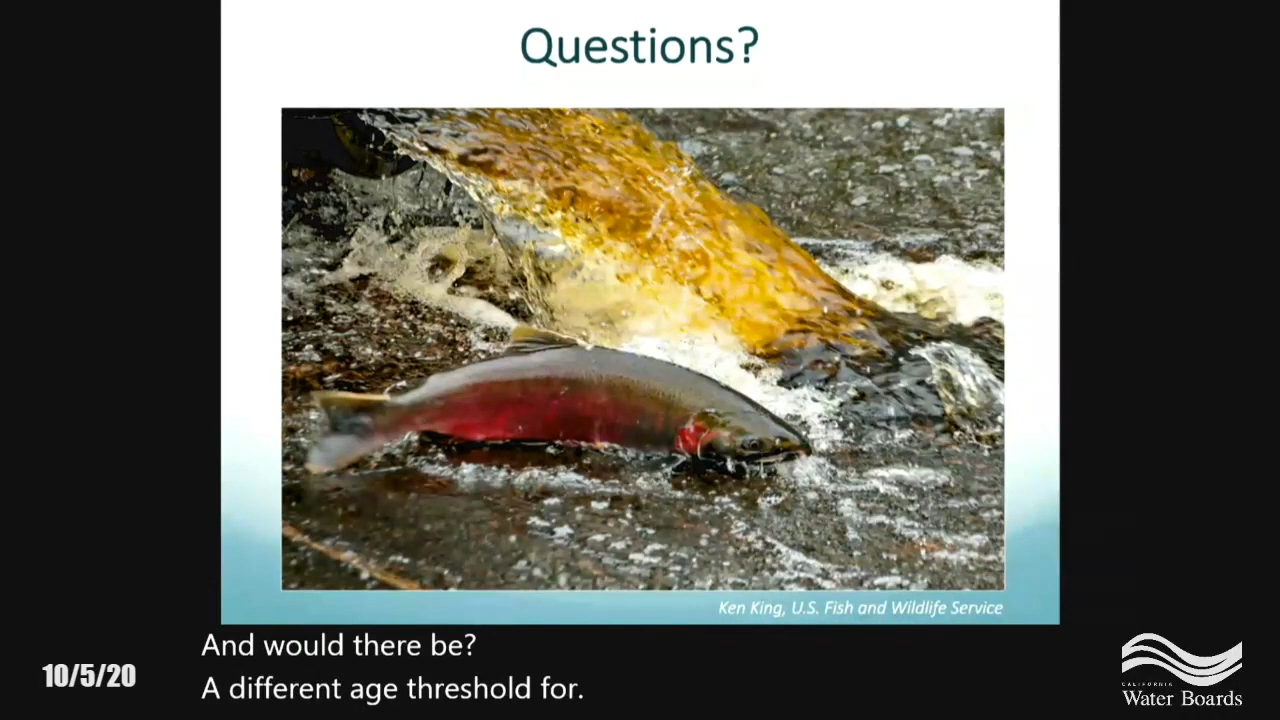 Questions?
Ken King, U.S. Fish and Wildlife Service
And would there be?
A different age threshold for.
10/5/20
CALIFORNIA
Water Boards